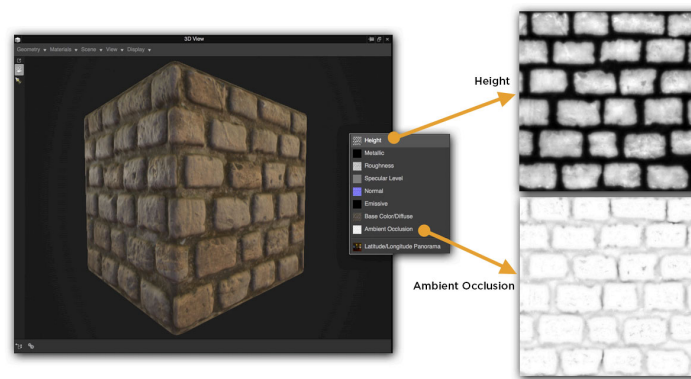 3D View
Geometry Materials Scene View Display
Height
Metallic
Roughness
Specular Level
Normal
Emissive
Base Color/Diffuse
Ambient Occlusion
Latitude/Longitude Panorama
Height
Ambient Occlusion